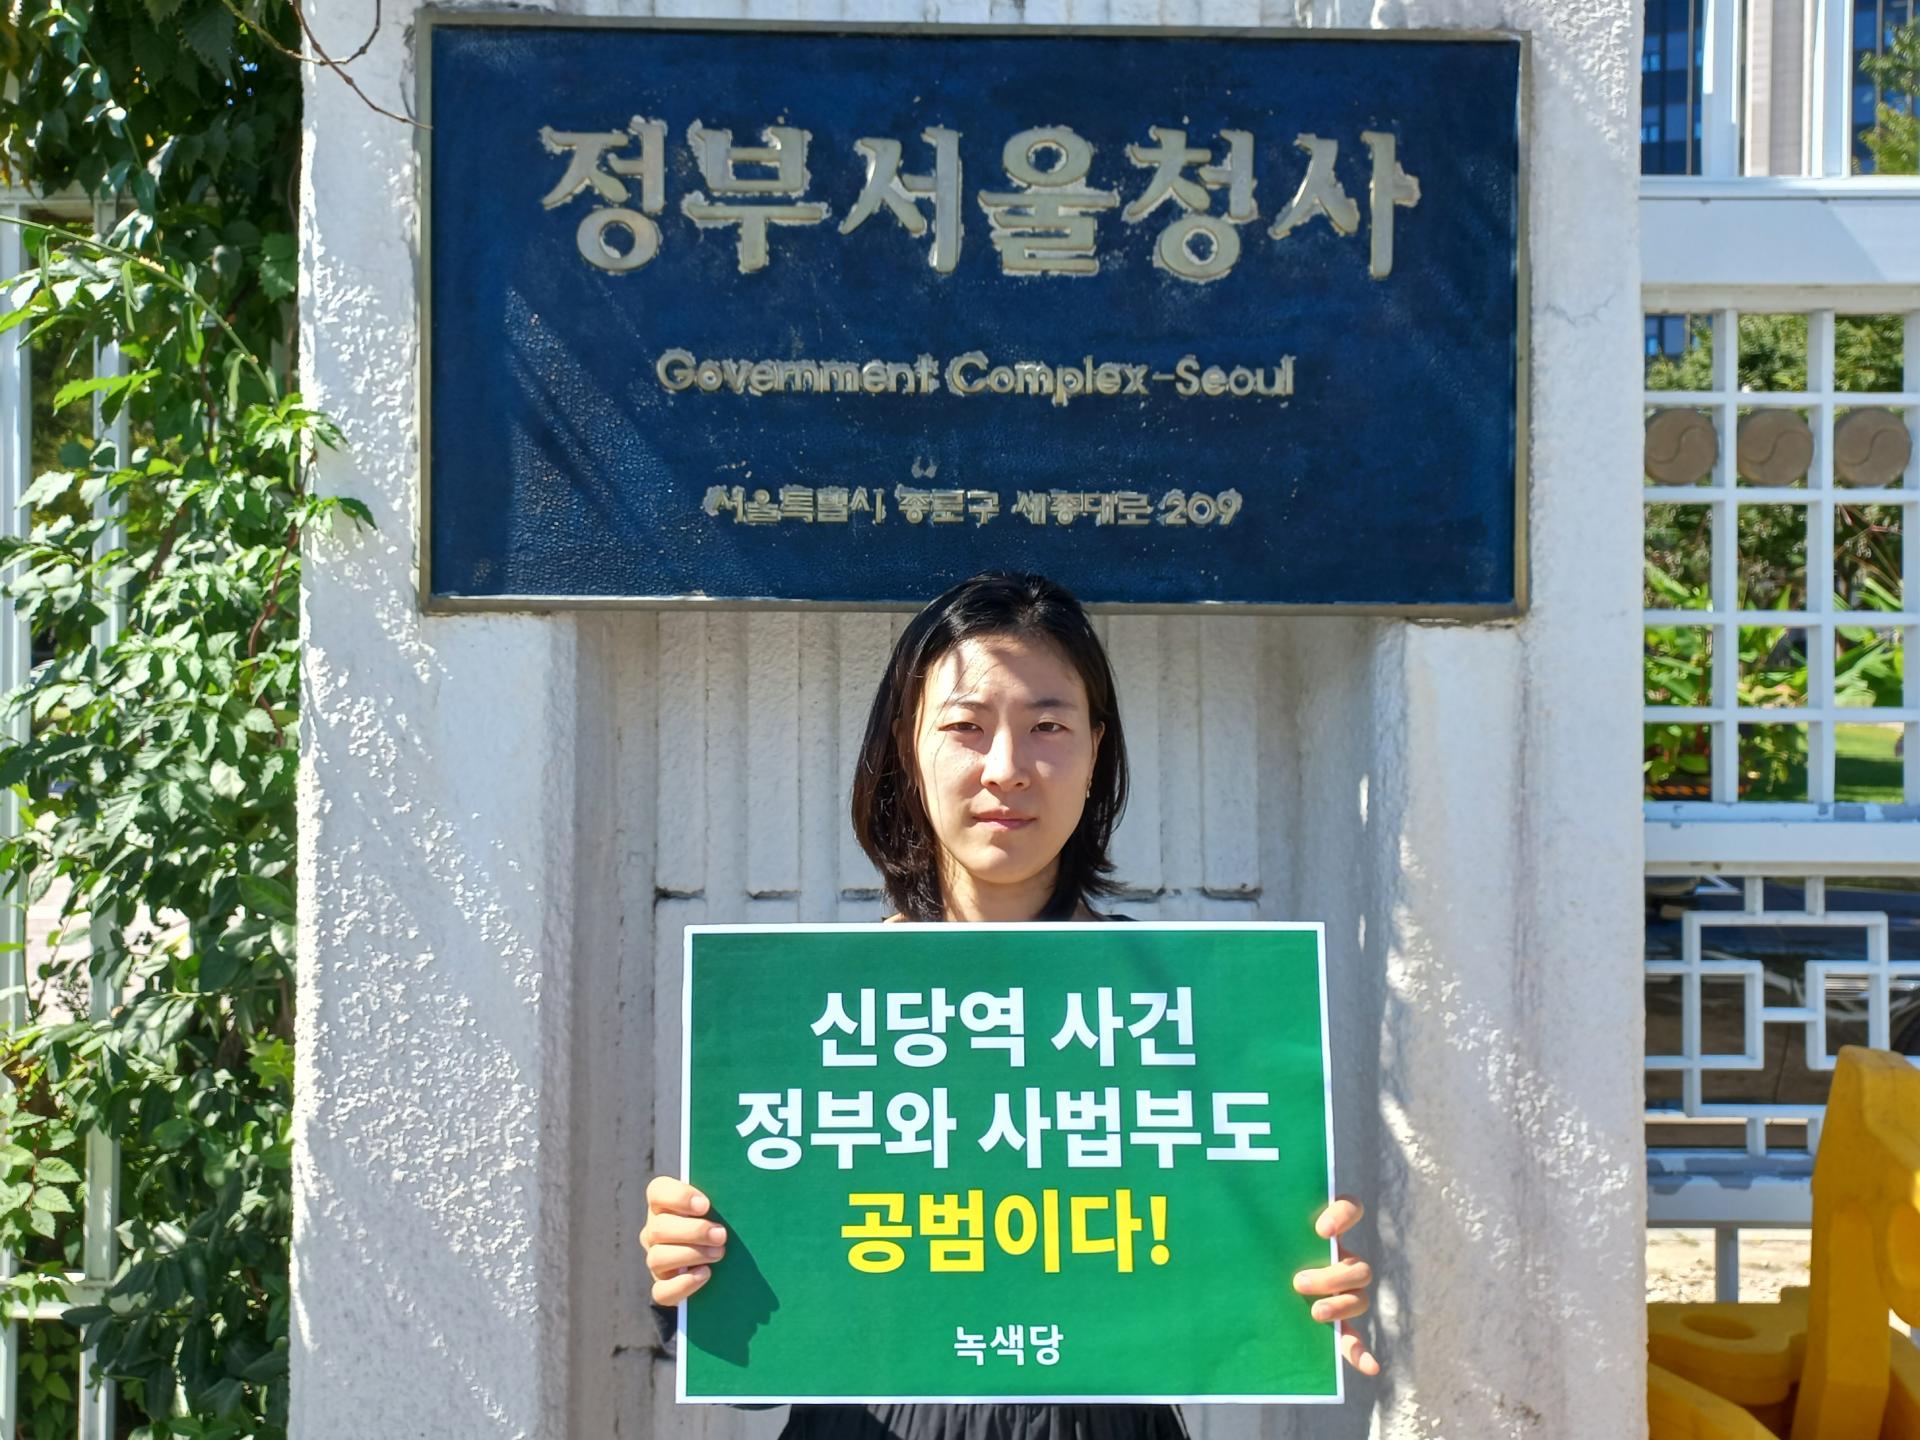 정부서울청사
Government Complex-Seoul
서울특별시 종로구 세종대로 209
신당역 사건
정부와 사법부도
공범이다!
녹색당